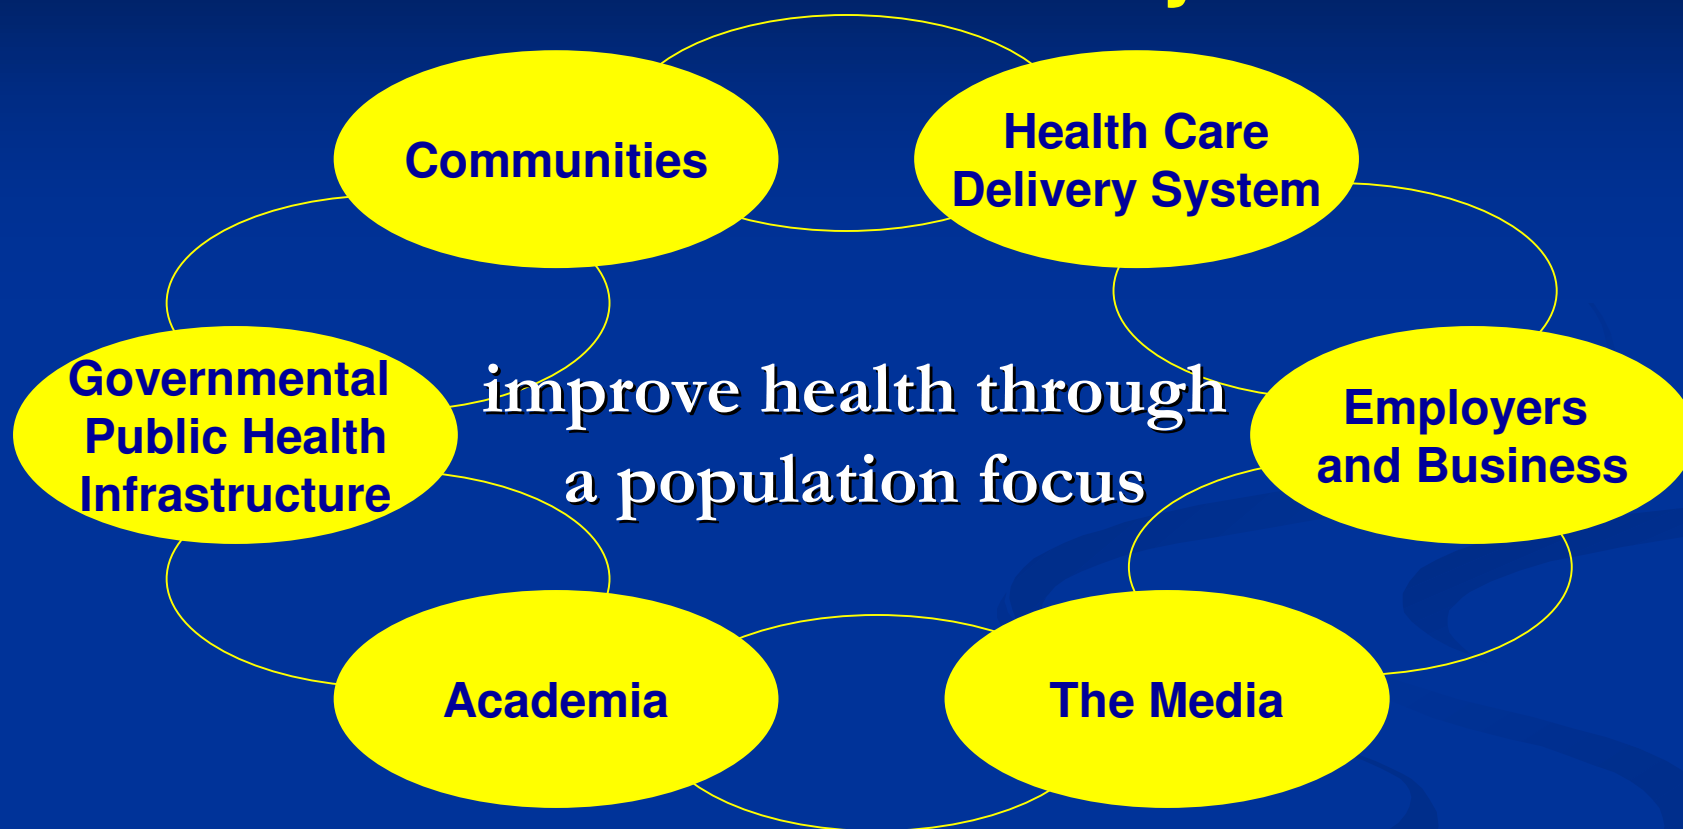 Communities
Health Care
Delivery System
Governmental
Public Health
Infrastructure
improve health through
a population focus
Employers
and Business
Academia
The Media